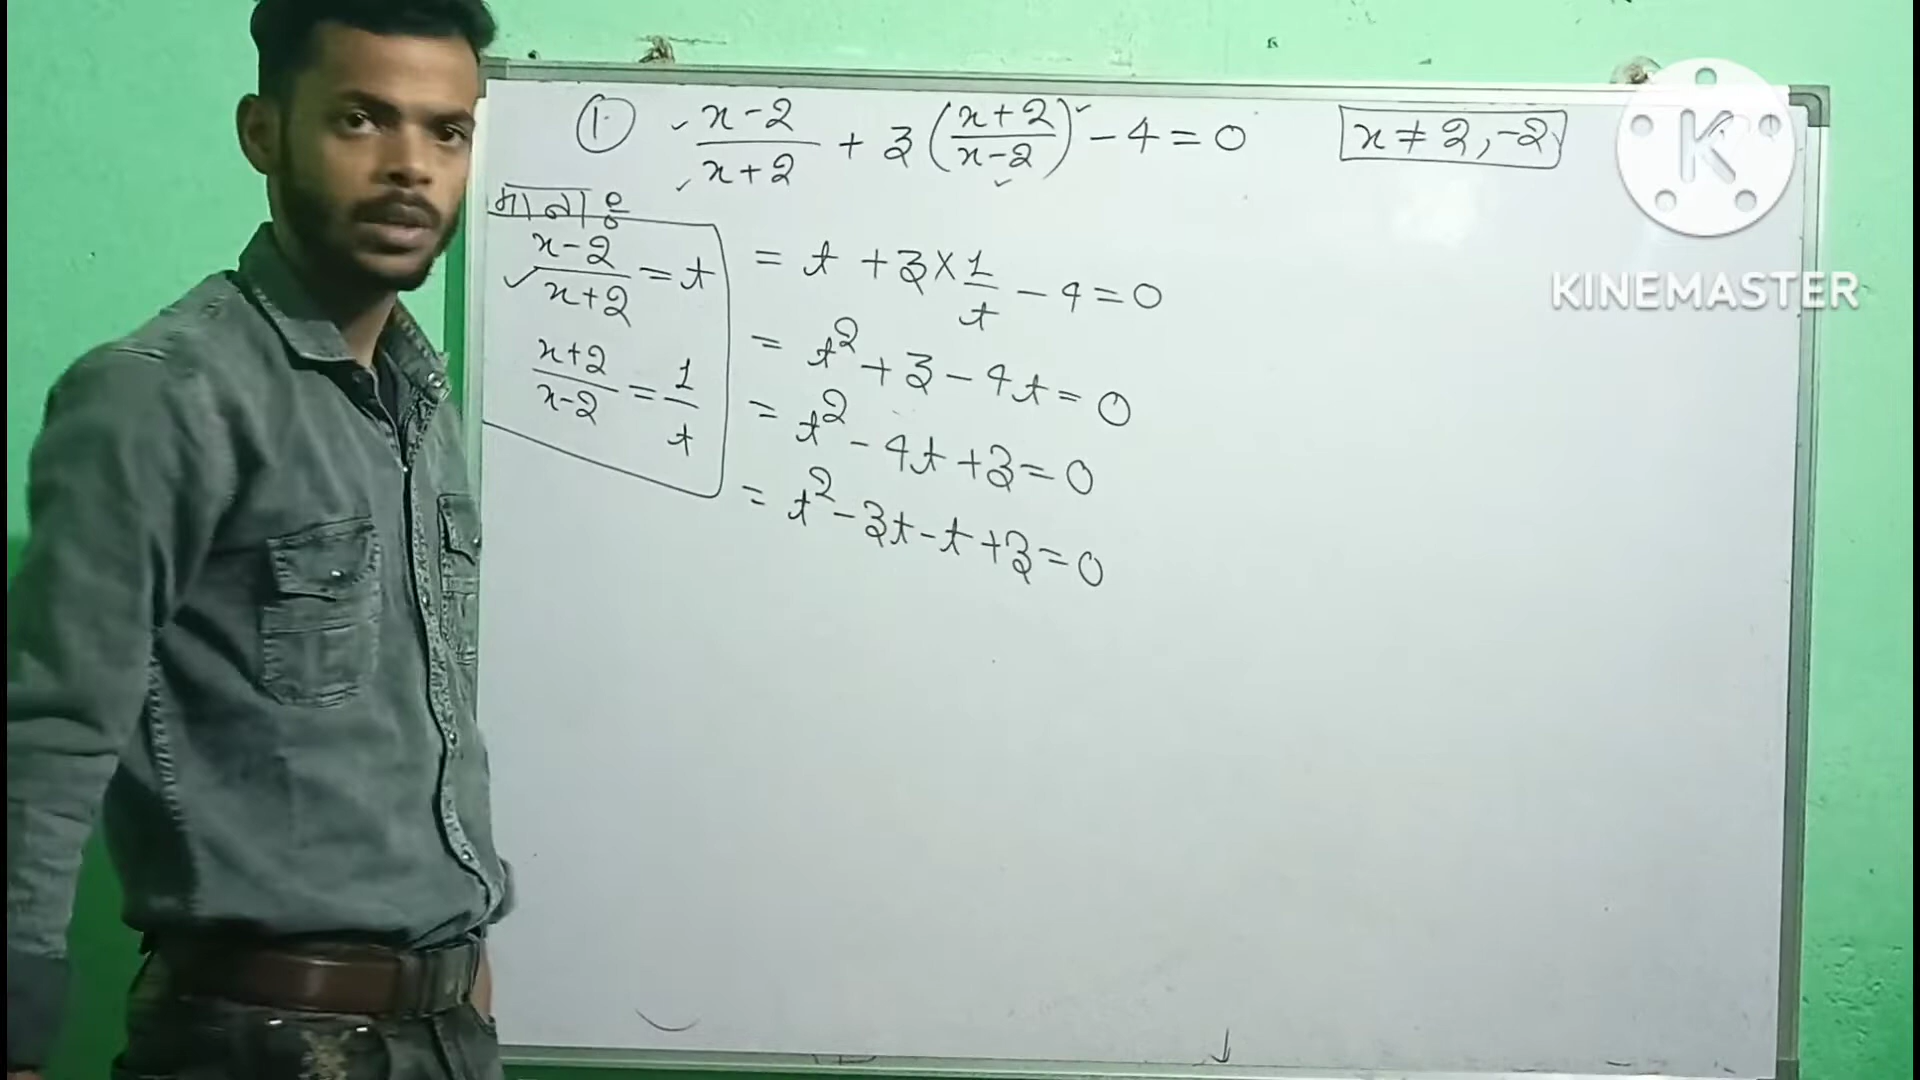 ① x-2/x+2 + 3(x+2/x-2) - 4 = 0
x ≠ 2, -2
माना है
x-2/x+2 = t
x+2/x-2 = 1/t
= t + 3 × 1/t - 4 = 0
= t² + 3 - 4t = 0
= t² - 4t + 3 = 0
= t² - 3t - t + 3 = 0
K
KINEMASTER